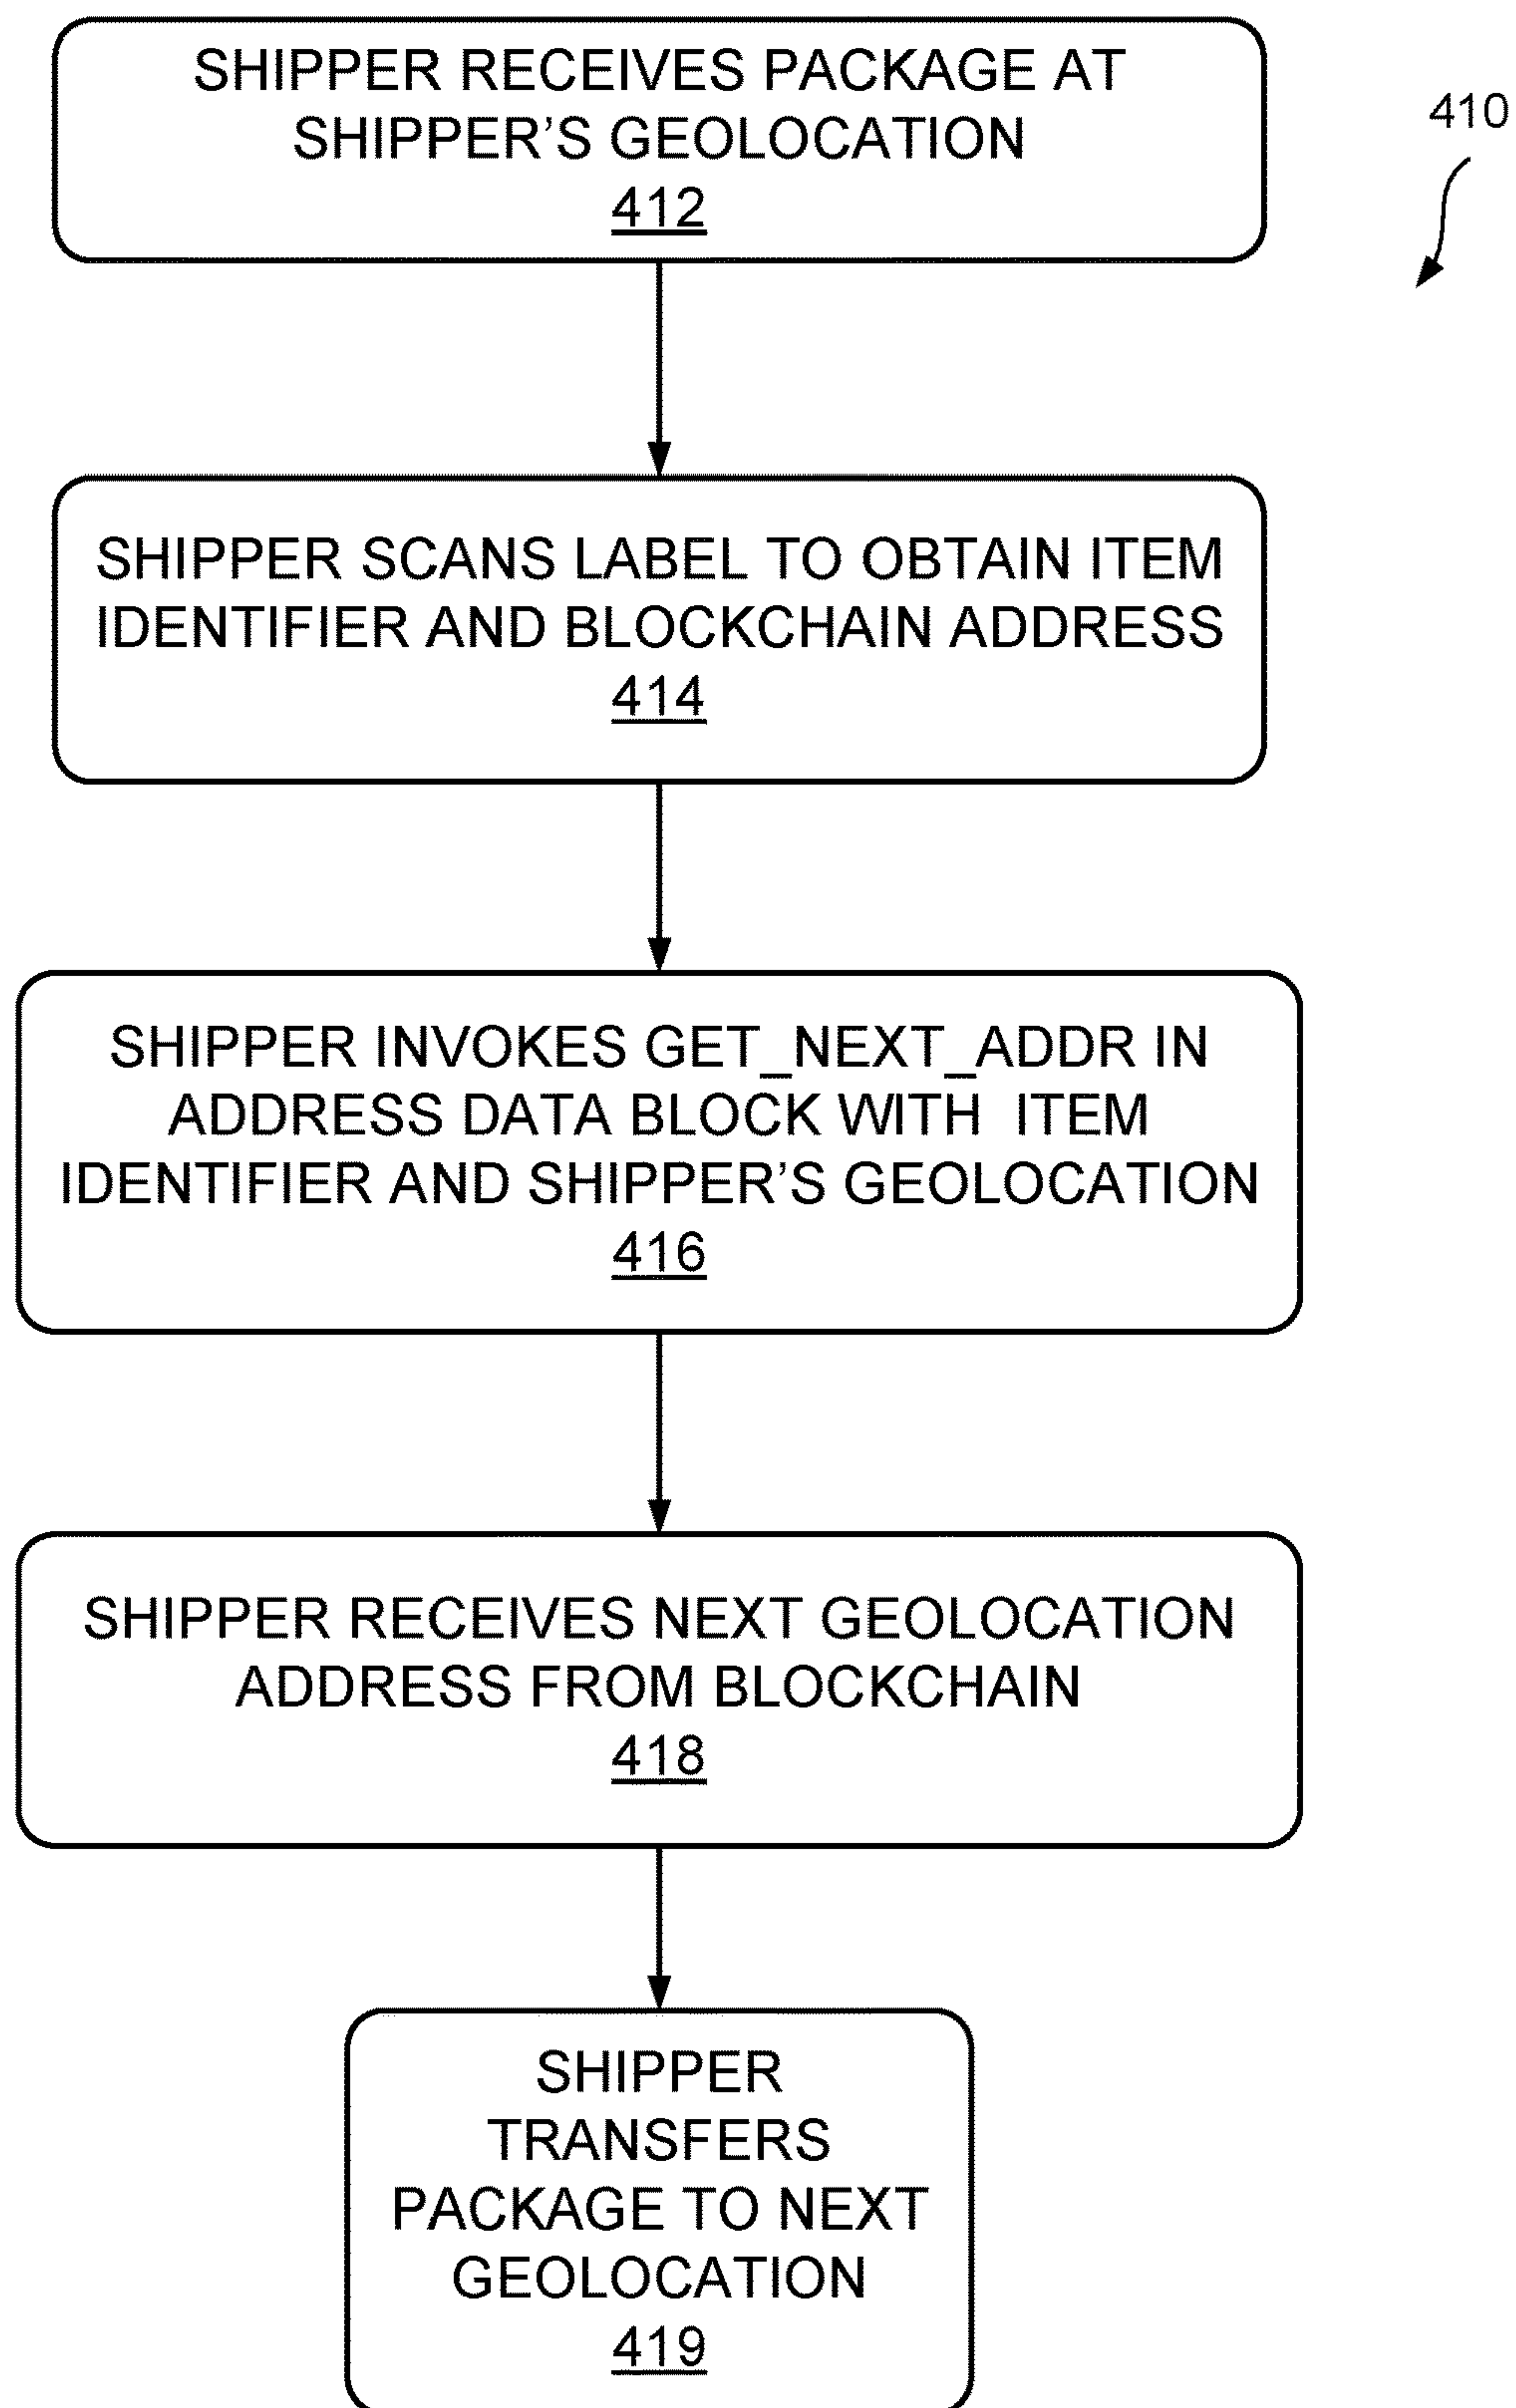 SHIPPER RECEIVES PACKAGE AT
SHIPPER'S GEOLOCATION
412
410
SHIPPER SCANS LABEL TO OBTAIN ITEM
IDENTIFIER AND BLOCKCHAIN ADDRESS
414
SHIPPER INVOKES GET_NEXT_ADDR IN
ADDRESS DATA BLOCK WITH ITEM
IDENTIFIER AND SHIPPER'S GEOLOCATION
416
SHIPPER RECEIVES NEXT GEOLOCATION
ADDRESS FROM BLOCKCHAIN
418
SHIPPER
TRANSFERS
PACKAGE TO NEXT
GEOLOCATION
419